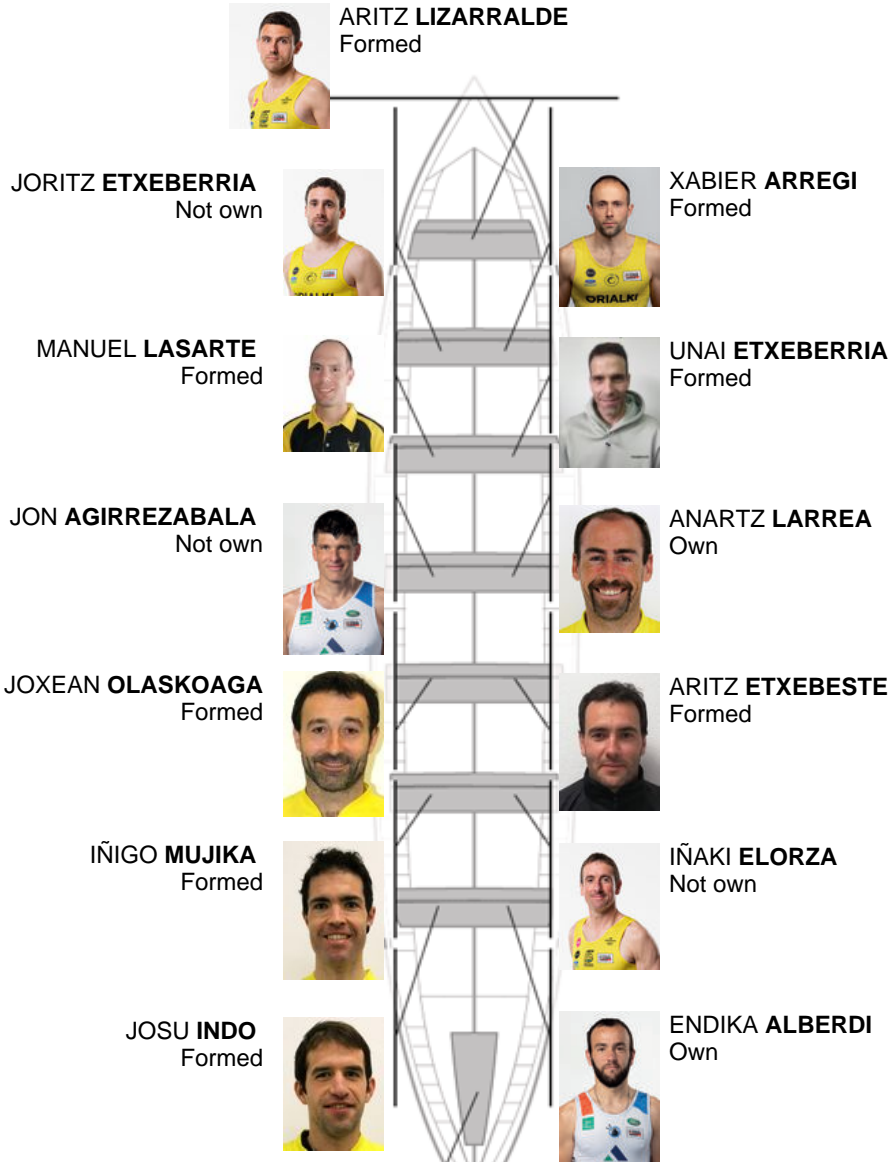 ARITZ LIZARRALDE
Formed
JORITZ ETXEBERRIA
Not own
XABIER ARREGI
Formed
ORIALKI
MANUEL LASARTE
Formed
UNAI ETXEBERRIA
Formed
JON AGIRREZABALA
Not own
ANARTZ LARREA
Own
JOXEAN OLASKOAGA
Formed
ARITZ ETXEBESTE
Formed
IÑIGO MUJIKA
Formed
IÑAKI ELORZA
Not own
JOSU INDO
Formed
ENDIKA ALBERDI
Own